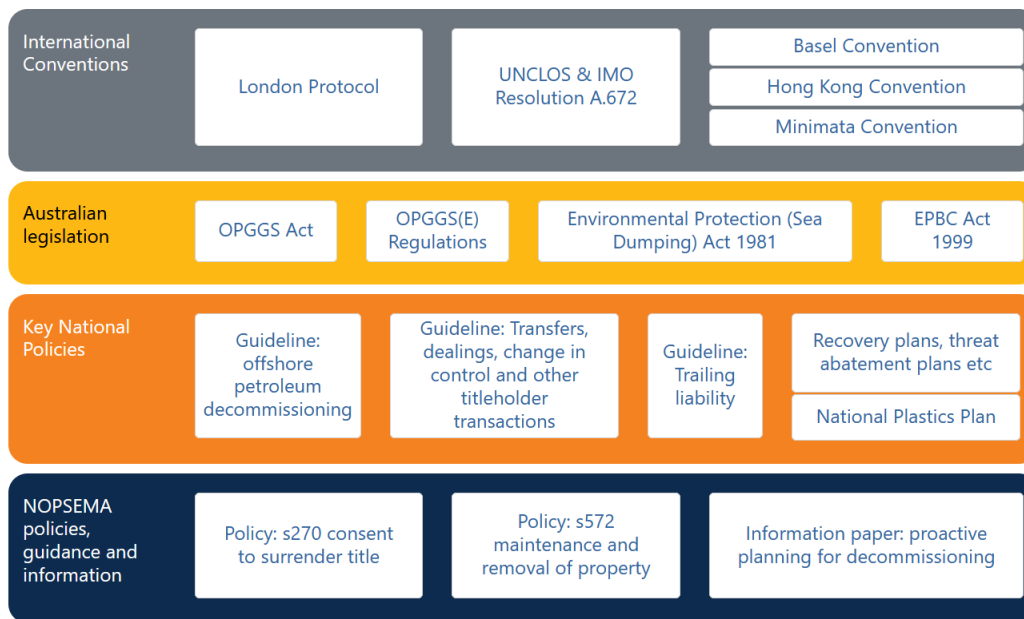 International
Conventions
London Protocol
UNCLOS & IMO
Resolution A.672
Basel Convention
Hong Kong Convention
Minimata Convention
Australian
legislation
OPGGS Act
OPGGS(E)
Regulations
Environmental Protection (Sea
Dumping) Act 1981
EPBC Act
1999
Key National
Policies
Guideline:
offshore
petroleum
decommissioning
Guideline: Transfers,
dealings, change in
control and other
titleholder
transactions
Guideline:
Trailing
liability
Recovery plans, threat
abatement plans etc
National Plastics Plan
NOPSEMA
policies,
guidance and
information
Policy: s270 consent
to surrender title
Policy: s572
maintenance and
removal of property
Information paper: proactive
planning for decommissioning